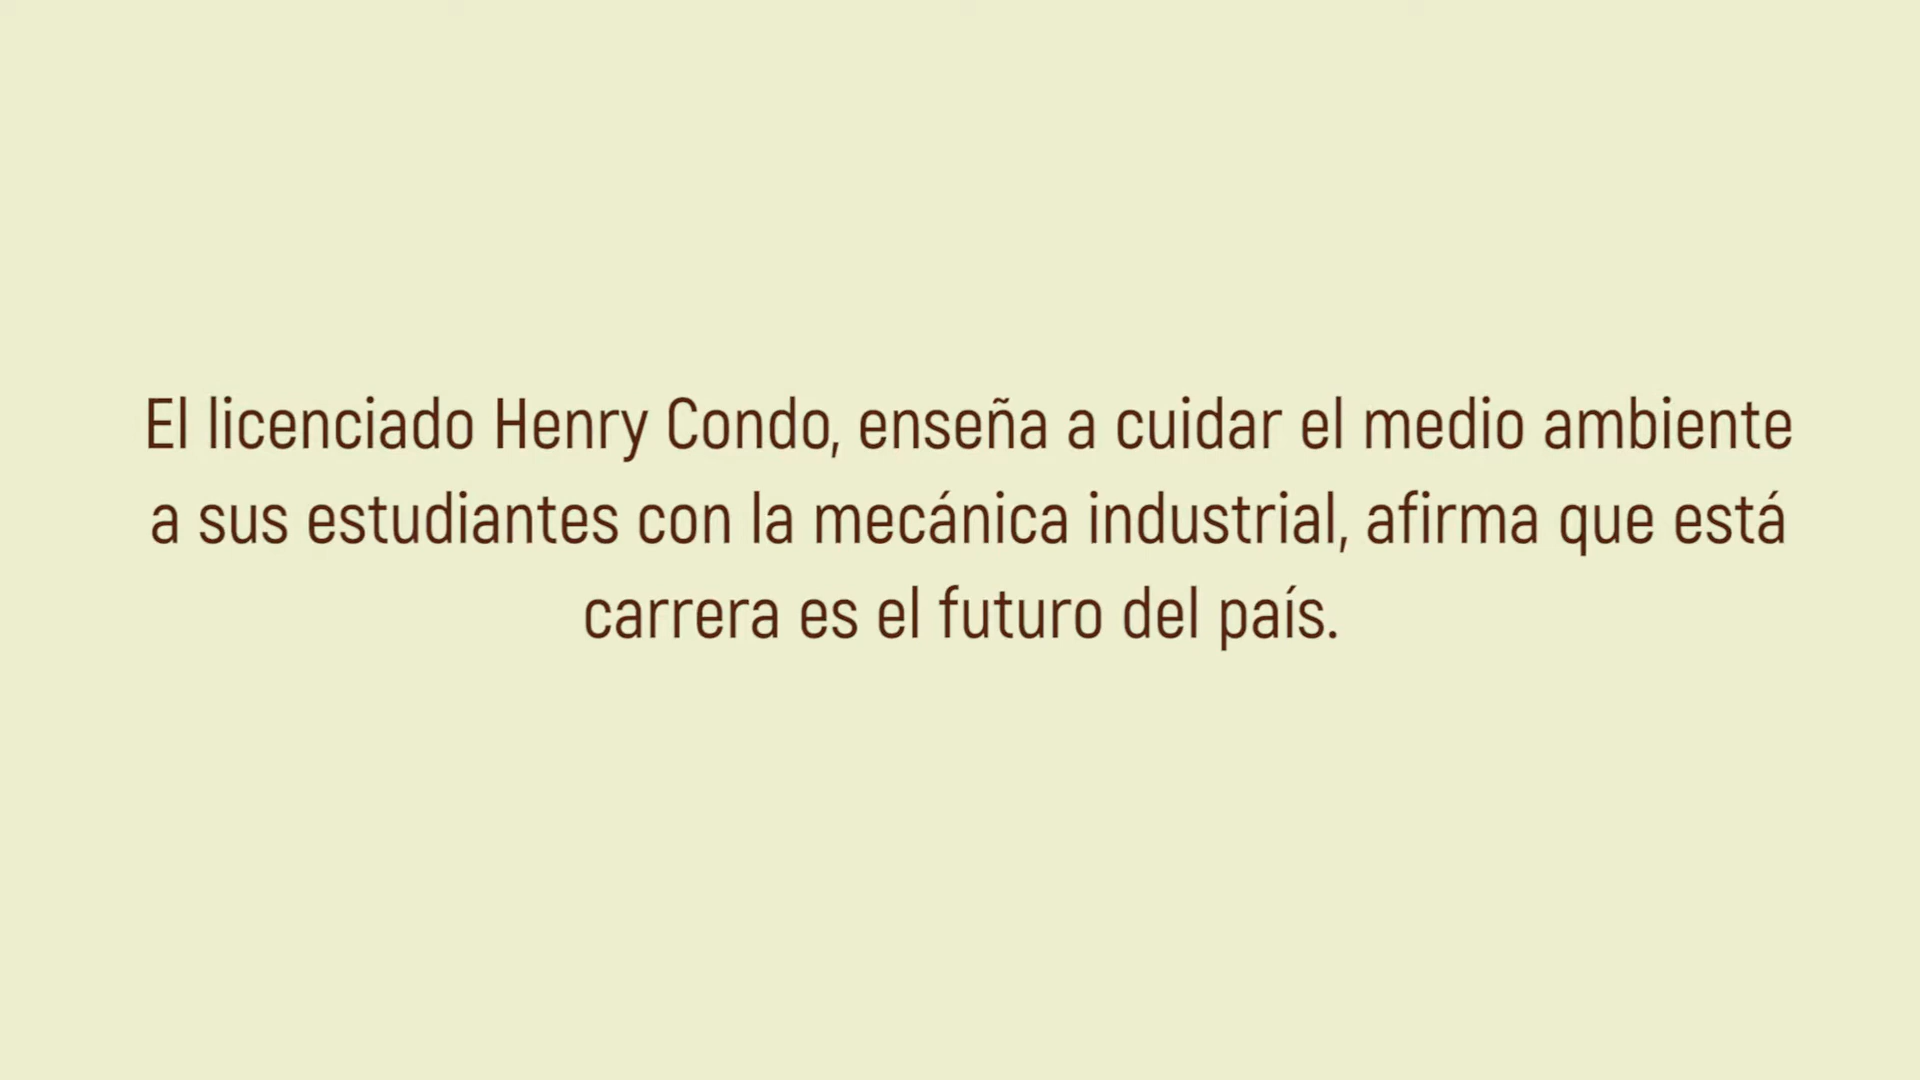 El licenciado Henry Condo, enseña a cuidar el medio ambiente
a sus estudiantes con la mecánica industrial, afirma que está
carrera es el futuro del país.